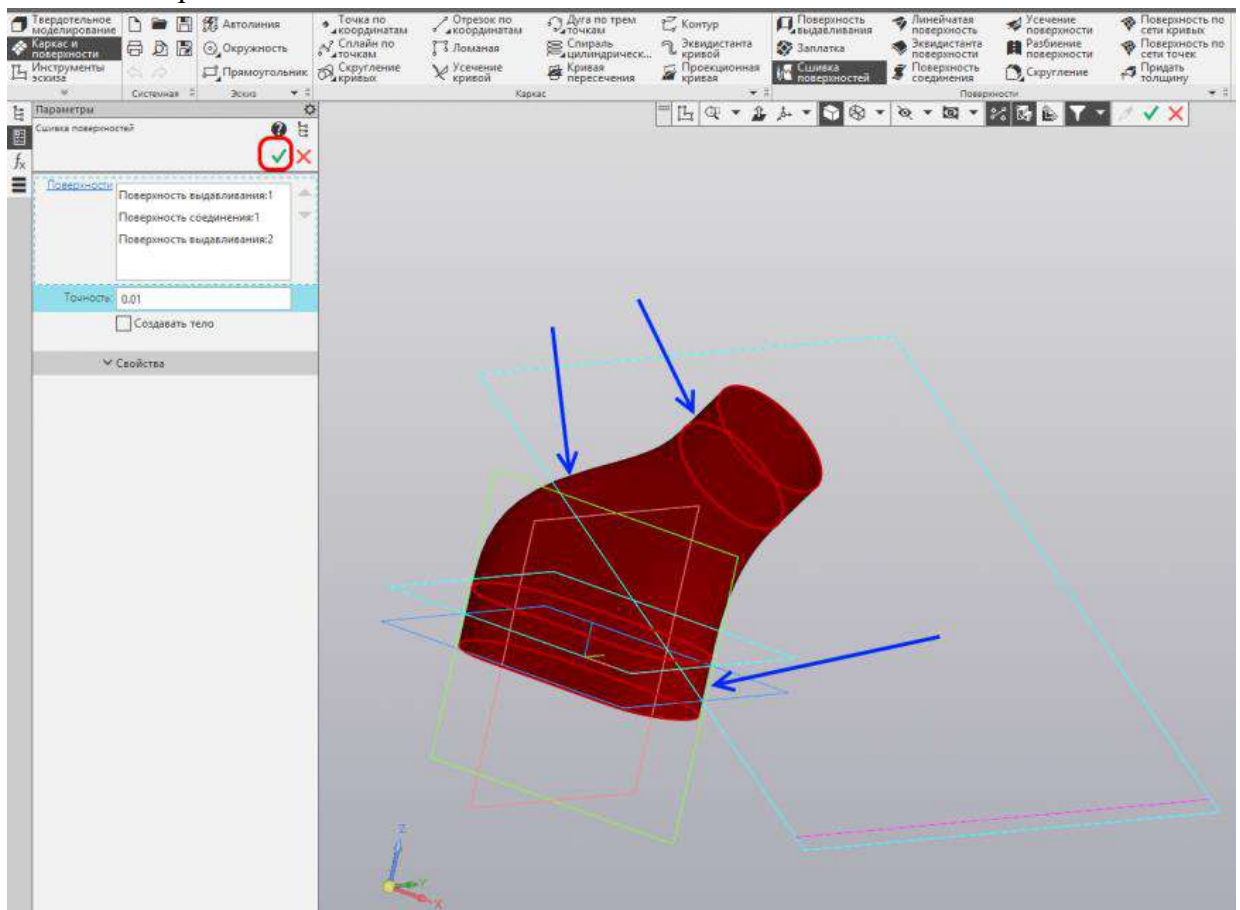 Твердотельное моделирование
Каркас и поверхности
Инструменты эскиза
Системная
Автолиния
Окружность
Прямоугольник
Эскиз
Точка по координатам
Сплайн по точкам
Скругление кривых
Отрезок по координатам
Ломаная
Усечение кривой
Дуга по трем точкам
Спираль цилиндрическ...
Кривая пересечения
Контур
Эквидистанта кривой
Проекционная кривая
Каркас
Поверхность выдавливания
Заплатка
Сшивка поверхностей
Линейчатая поверхность
Эквидистанта поверхности
Поверхность соединения
Усечение поверхности
Разбиение поверхности
Скругление
Поверхность по сети кривых
Поверхность по сети точек
Придать толщину
Поверхности
Параметры
Сшивка поверхностей
fx
Поверхности
Поверхность выдавливания:1
Поверхность соединения:1
Поверхность выдавливания:2
Точность: 0.01
Создавать тело
Свойства
Z
Y
X